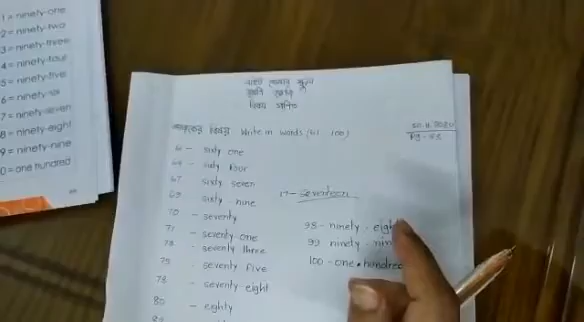 1 = ninety-one
2 = ninety-two
3 = ninety-three
4 = ninety-four
5 = ninety-five
6 = ninety-six
7 = ninety-seven
8 = ninety-eight
9 = ninety-nine
0 = one hundred
Write in words (61 100)
61 - sixty one
64 - sixty four
67 sixty seven
69 sixty - nine
70 - seventy
71 - seventy-one
73 - seventy three
75 - seventy five
78 - seventy-eight
80 - eighty
17 - Seventeen
98 - ninety - eigh
99 ninety - nin
100 - one hundred